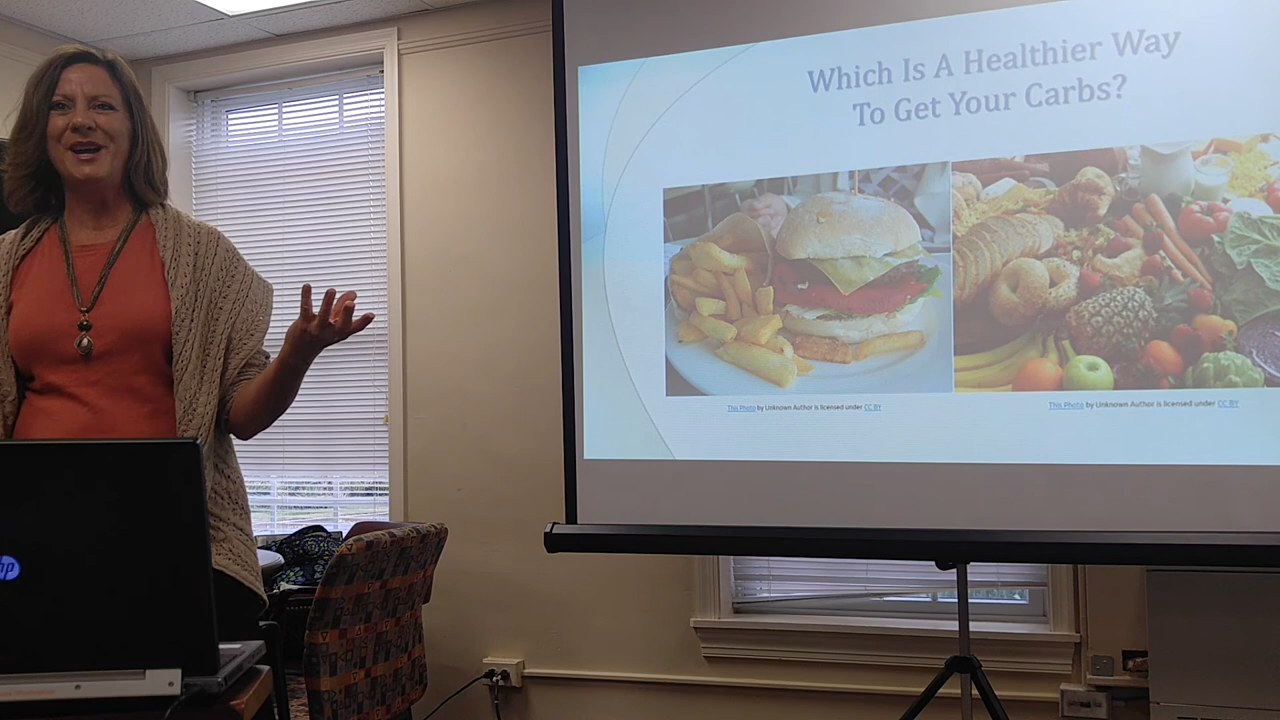 Which Is A Healthier Way
To Get Your Carbs?
This Photo by Unknown Author is licensed under CC BY
This Photo by Unknown Author is licensed under CC BY
hp